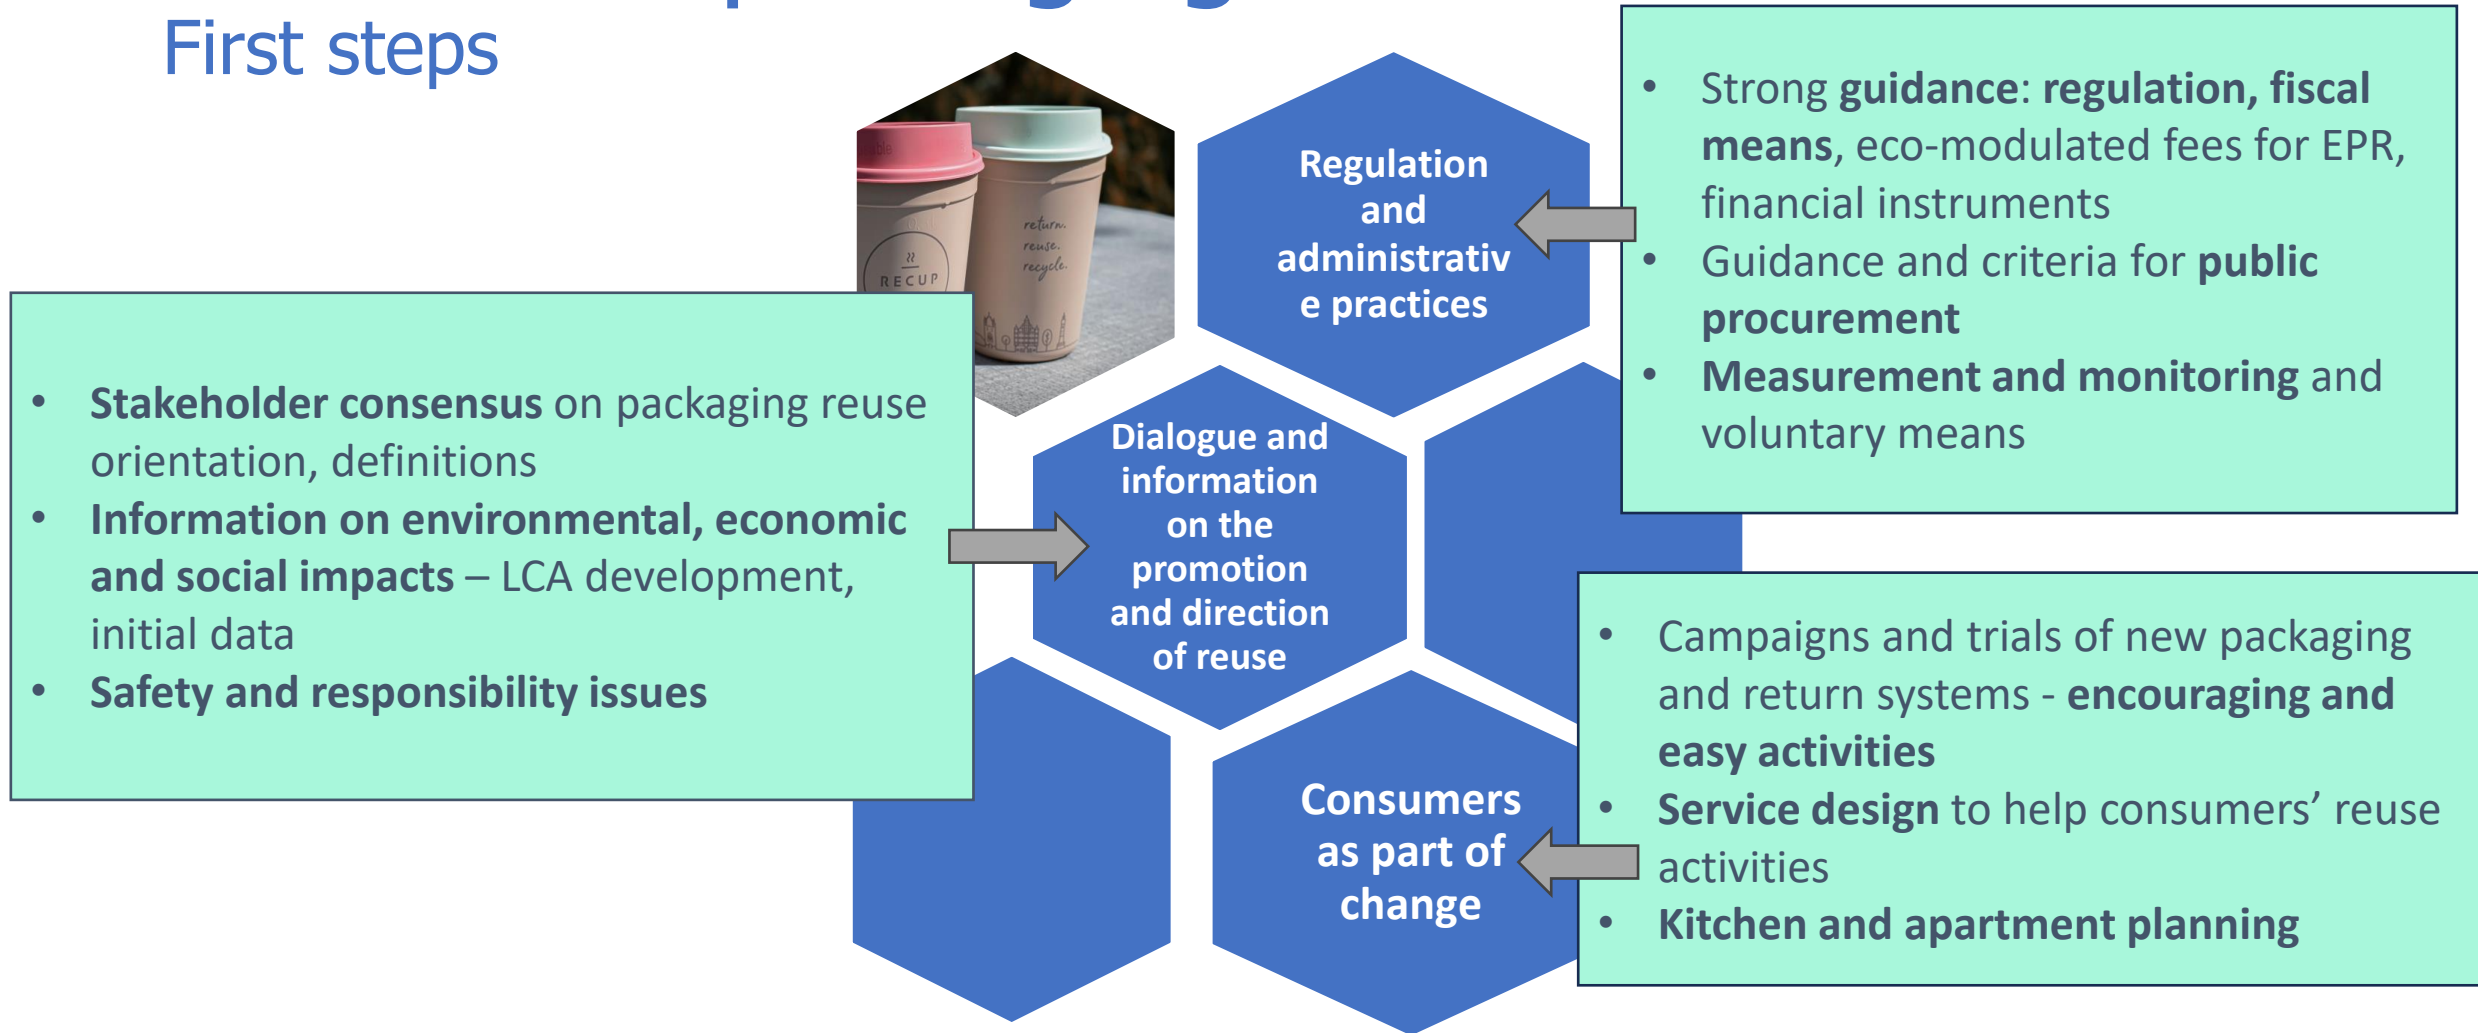 First steps
return.
reuse.
recycle.
RECUP
Regulation
and
administrativ
e practices
• Strong guidance: regulation, fiscal
means, eco-modulated fees for EPR,
financial instruments
• Guidance and criteria for public
procurement
• Measurement and monitoring and
voluntary means
• Stakeholder consensus on packaging reuse
orientation, definitions
• Information on environmental, economic
and social impacts – LCA development,
initial data
• Safety and responsibility issues
Dialogue and
information
on the
promotion
and direction
of reuse
Consumers
as part of
change
• Campaigns and trials of new packaging
and return systems - encouraging and
easy activities
• Service design to help consumers’ reuse
activities
• Kitchen and apartment planning